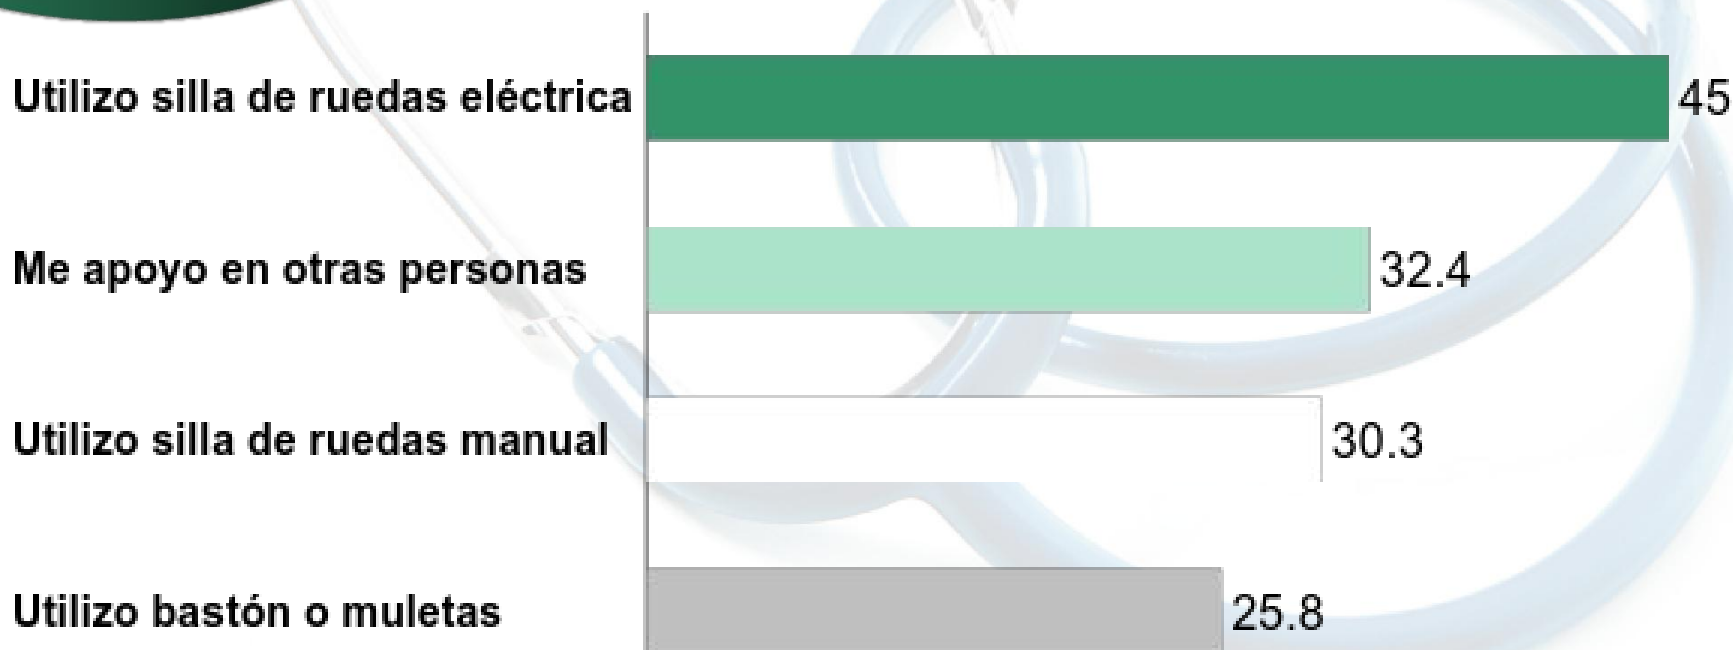 Utilizo silla de ruedas eléctrica 45
Me apoyo en otras personas 32.4
Utilizo silla de ruedas manual 30.3
Utilizo bastón o muletas 25.8